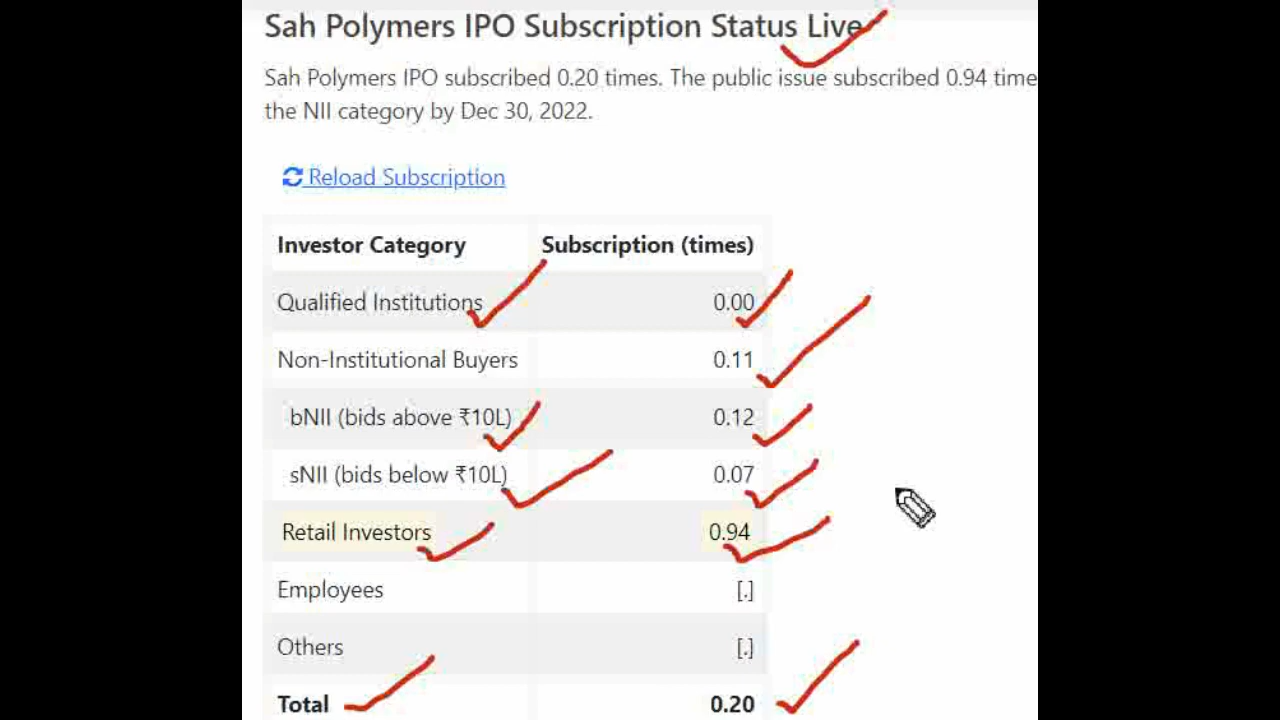 Sah Polymers IPO Subscription Status Live
Sah Polymers IPO subscribed 0.20 times. The public issue subscribed 0.94 time
the NII category by Dec 30, 2022.
Reload Subscription
Investor Category Subscription (times)
Qualified Institutions 0.00
Non-Institutional Buyers 0.11
bNII (bids above ₹10L) 0.12
sNII (bids below ₹10L) 0.07
Retail Investors 0.94
Employees [.]
Others [.]
Total 0.20